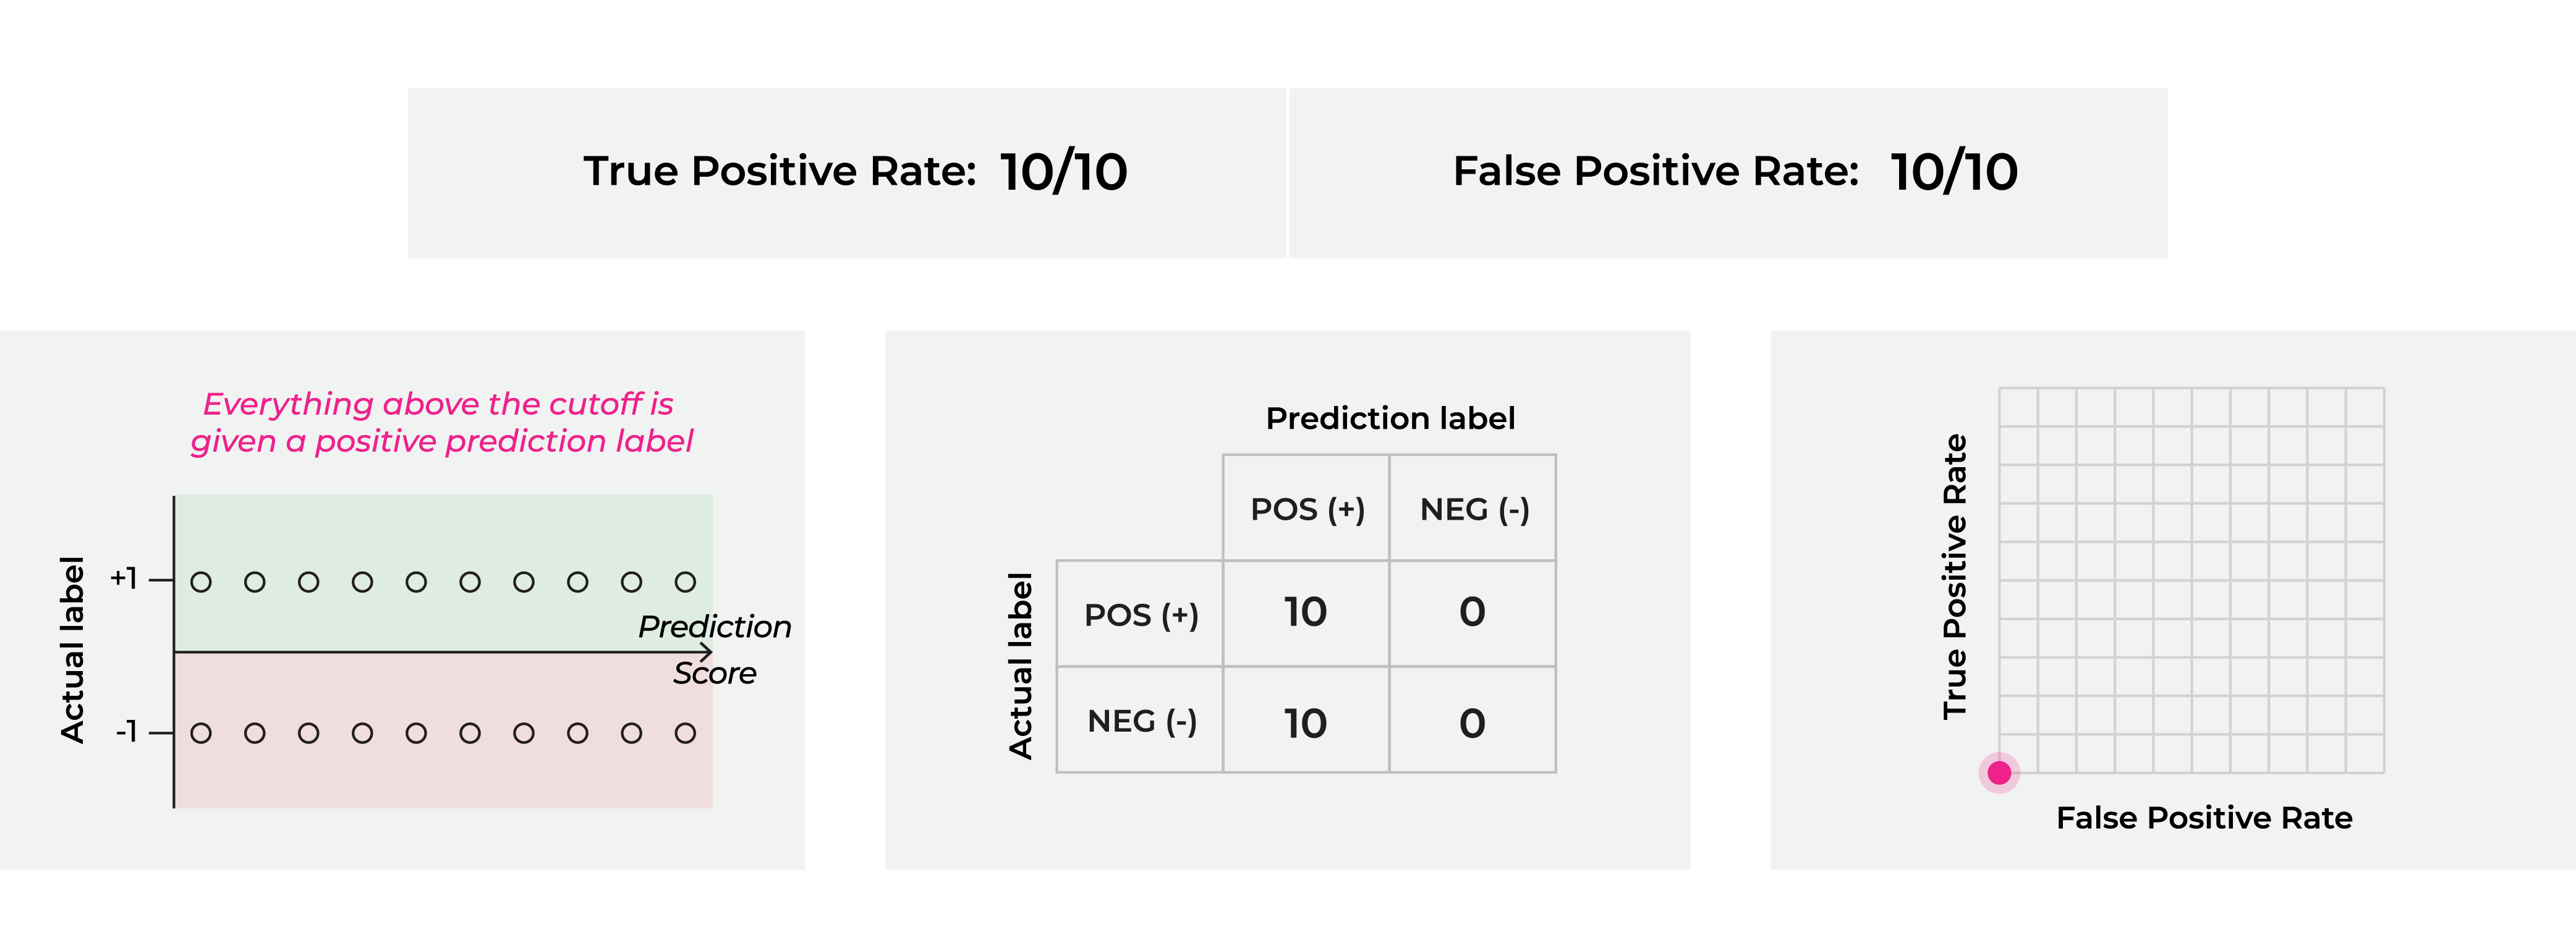 True Positive Rate: 10/10
False Positive Rate: 10/10
Everything above the cutoff is
given a positive prediction label
Actual label
+1
-1
Prediction
Score
Prediction label
POS (+) NEG (-)
Actual label
POS (+) 10 0
NEG (-) 10 0
True Positive Rate
False Positive Rate